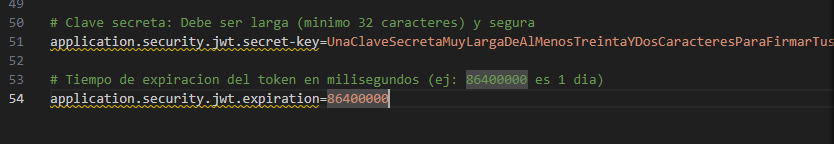 49
50 # Clave secreta: Debe ser larga (minimo 32 caracteres) y segura
51 application.security.jwt.secret-key=UnaClaveSecretaMuyLargaDeAlMenosTreintaYDosCaracteresParaFirmarTus
52
53 # Tiempo de expiracion del token en milisegundos (ej: 86400000 es 1 dia)
54 application.security.jwt.expiration=86400000